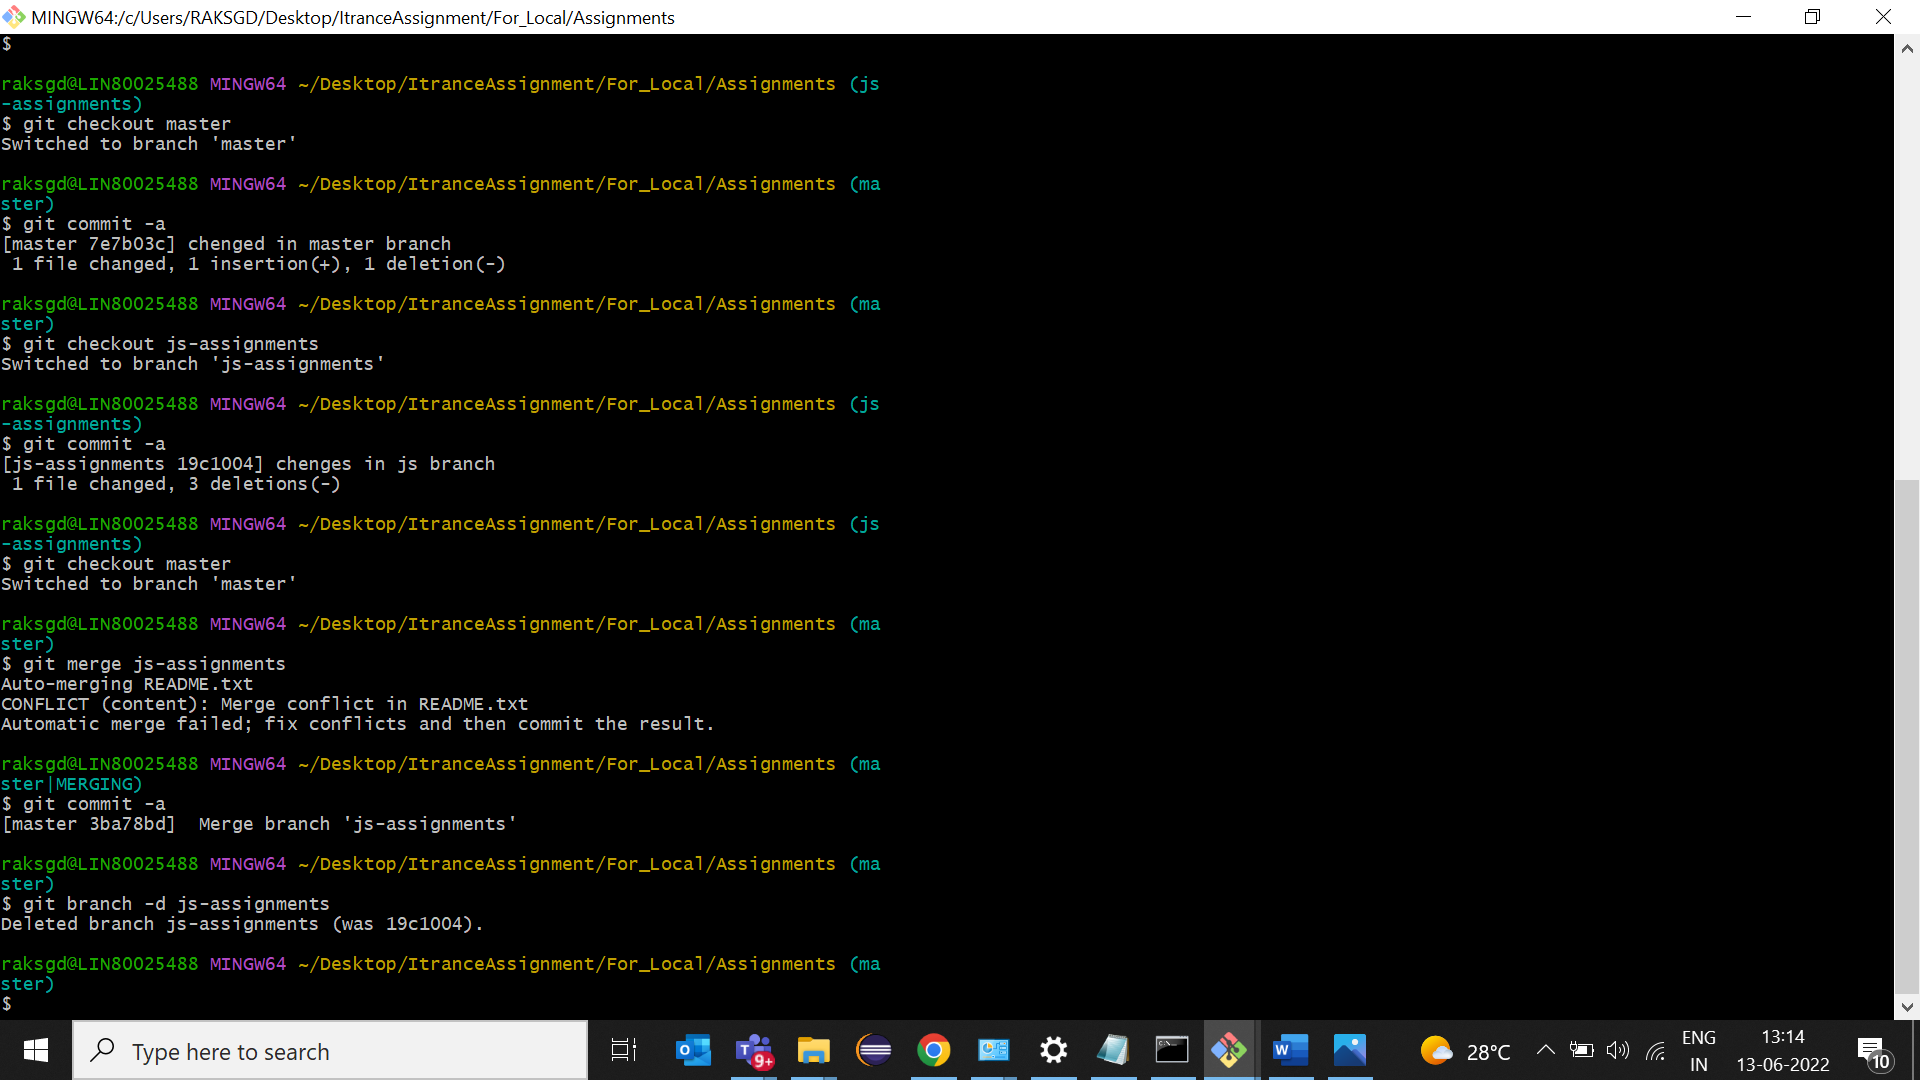 MINGW64:/c/Users/RAKSGD/Desktop/ItranceAssignment/For_Local/Assignments
$
raksgd@LIN80025488 MINGW64 ~/Desktop/ItranceAssignment/For_Local/Assignments (js
-assignments)
$ git checkout master
Switched to branch 'master'
raksgd@LIN80025488 MINGW64 ~/Desktop/ItranceAssignment/For_Local/Assignments (ma
ster)
$ git commit -a
[master 7e7b03c] chenged in master branch
 1 file changed, 1 insertion(+), 1 deletion(-)
raksgd@LIN80025488 MINGW64 ~/Desktop/ItranceAssignment/For_Local/Assignments (ma
ster)
$ git checkout js-assignments
Switched to branch 'js-assignments'
raksgd@LIN80025488 MINGW64 ~/Desktop/ItranceAssignment/For_Local/Assignments (js
-assignments)
$ git commit -a
[js-assignments 19c1004] chenges in js branch
 1 file changed, 3 deletions(-)
raksgd@LIN80025488 MINGW64 ~/Desktop/ItranceAssignment/For_Local/Assignments (js
-assignments)
$ git checkout master
Switched to branch 'master'
raksgd@LIN80025488 MINGW64 ~/Desktop/ItranceAssignment/For_Local/Assignments (ma
ster)
$ git merge js-assignments
Auto-merging README.txt
CONFLICT (content): Merge conflict in README.txt
Automatic merge failed; fix conflicts and then commit the result.
raksgd@LIN80025488 MINGW64 ~/Desktop/ItranceAssignment/For_Local/Assignments (ma
ster|MERGING)
$ git commit -a
[master 3ba78bd]  Merge branch 'js-assignments'
raksgd@LIN80025488 MINGW64 ~/Desktop/ItranceAssignment/For_Local/Assignments (ma
ster)
$ git branch -d js-assignments
Deleted branch js-assignments (was 19c1004).
raksgd@LIN80025488 MINGW64 ~/Desktop/ItranceAssignment/For_Local/Assignments (ma
ster)
$
Type here to search
9+
28°C
ENG
IN
13:14
13-06-2022
10